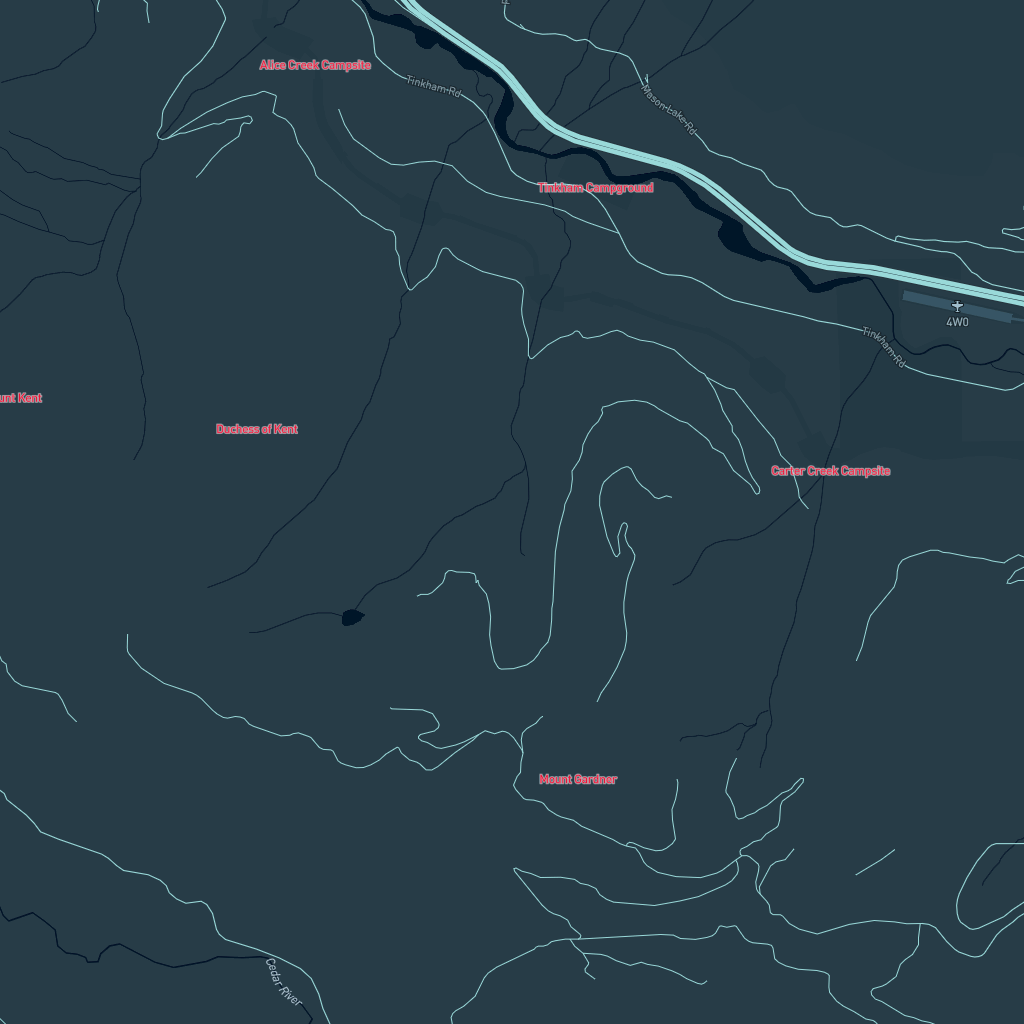 Alice Creek Campsite
Tinkham Rd
Mason Lake Rd
Tinkham Campground
4W0
Tinkham Rd
unt Kent
Duchess of Kent
Carter Creek Campsite
Mount Gardner
Cedar River